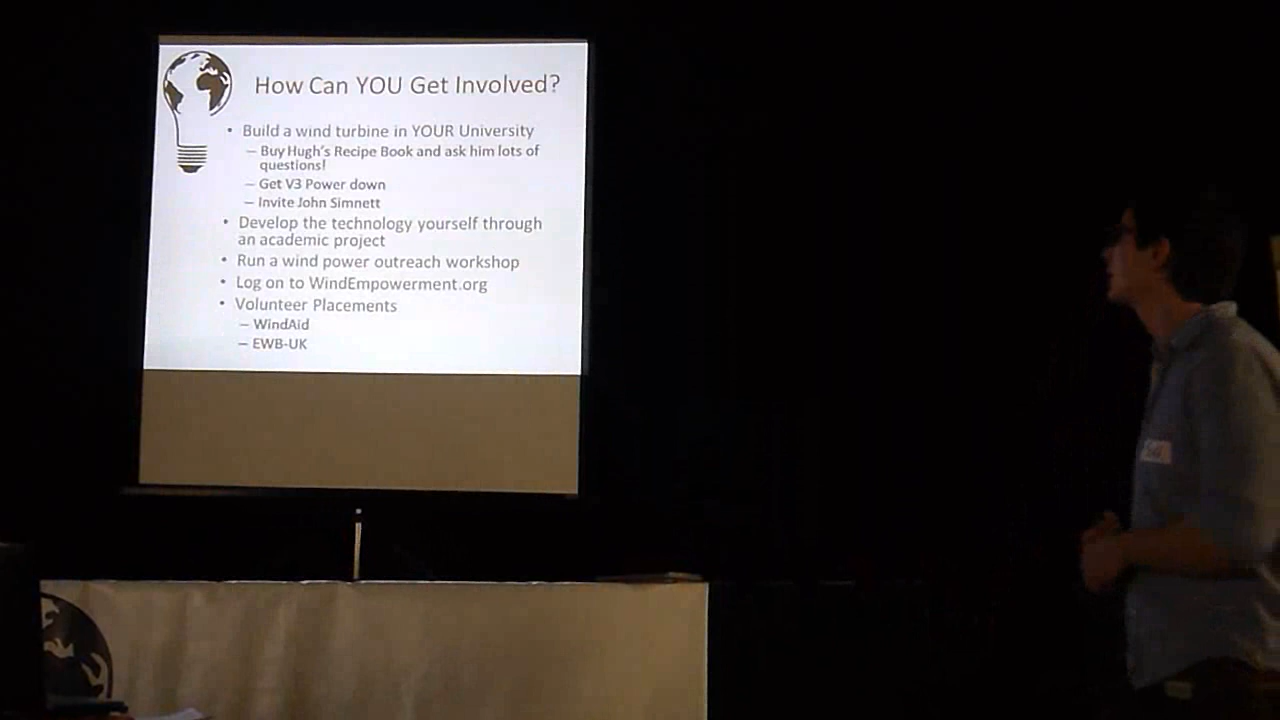 How Can YOU Get Involved?
• Build a wind turbine in YOUR University
– Buy Hugh's Recipe Book and ask him lots of
questions!
– Get V3 Power down
– Invite John Simnett
• Develop the technology yourself through
an academic project
• Run a wind power outreach workshop
• Log on to WindEmpowerment.org
• Volunteer Placements
– WindAid
– EWB-UK